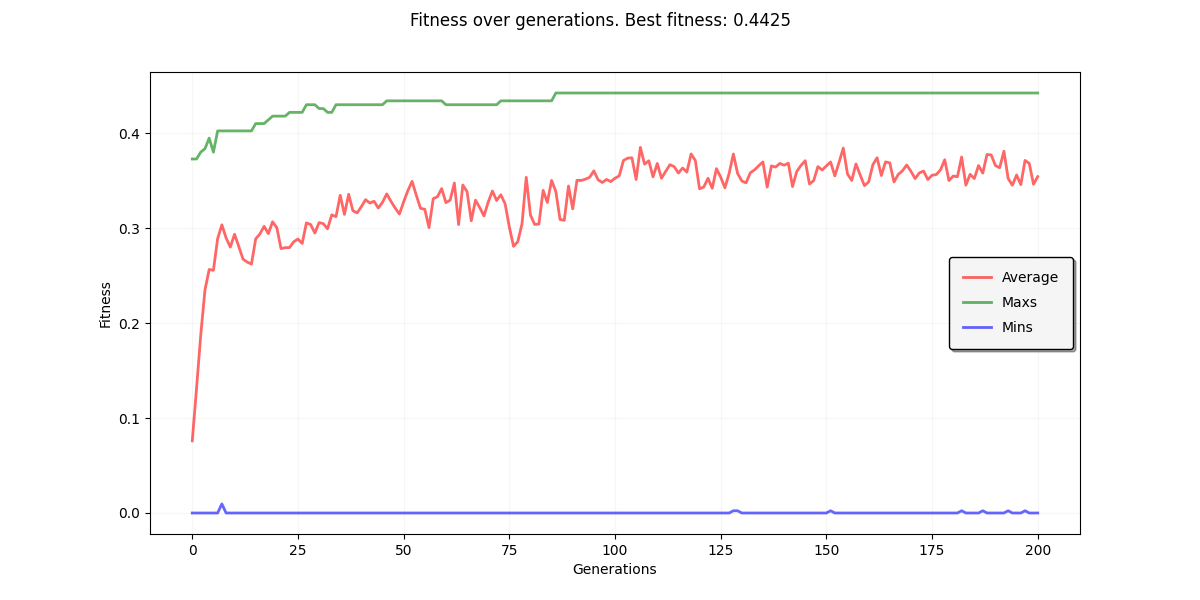 Fitness over generations. Best fitness: 0.4425
0.4
0.3
0.2
0.1
0.0
Fitness
Average
Maxs
Mins
0 25 50 75 100 125 150 175 200
Generations